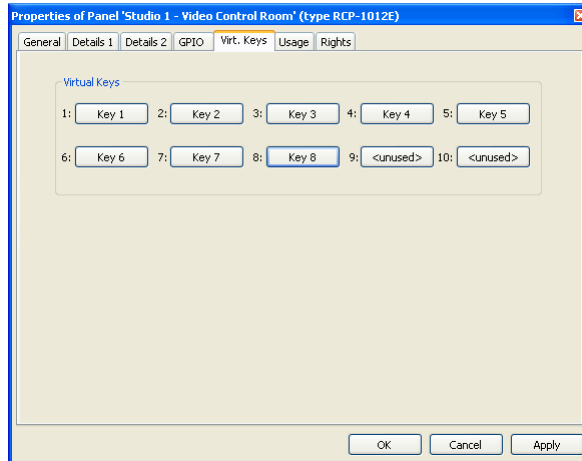 Properties of Panel 'Studio 1 - Video Control Room' (type RCP-1012E)
General Details 1 Details 2 GPIO Virt. Keys Usage Rights
Virtual Keys
1: Key 1 2: Key 2 3: Key 3 4: Key 4 5: Key 5
6: Key 6 7: Key 7 8: Key 8 9: <unused> 10: <unused>
OK Cancel Apply